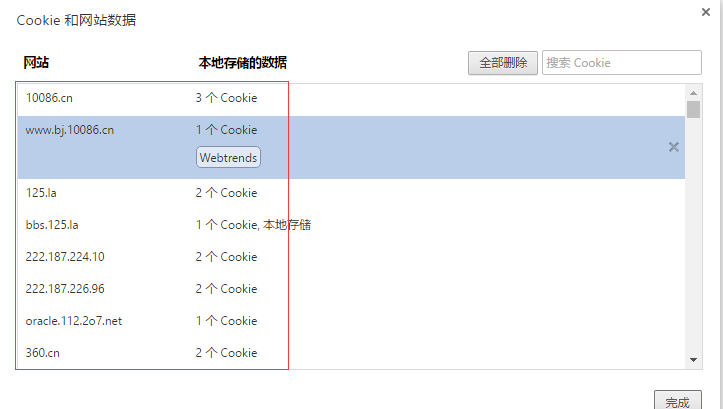 Cookie 和网站数据
网站 本地存储的数据 全部删除 搜索 Cookie
10086.cn 3 个 Cookie
www.bj.10086.cn 1 个 Cookie
Webtrends
125.la 2 个 Cookie
bbs.125.la 1 个 Cookie, 本地存储
222.187.224.10 2 个 Cookie
222.187.226.96 2 个 Cookie
oracle.112.2o7.net 1 个 Cookie
360.cn 2 个 Cookie
完成